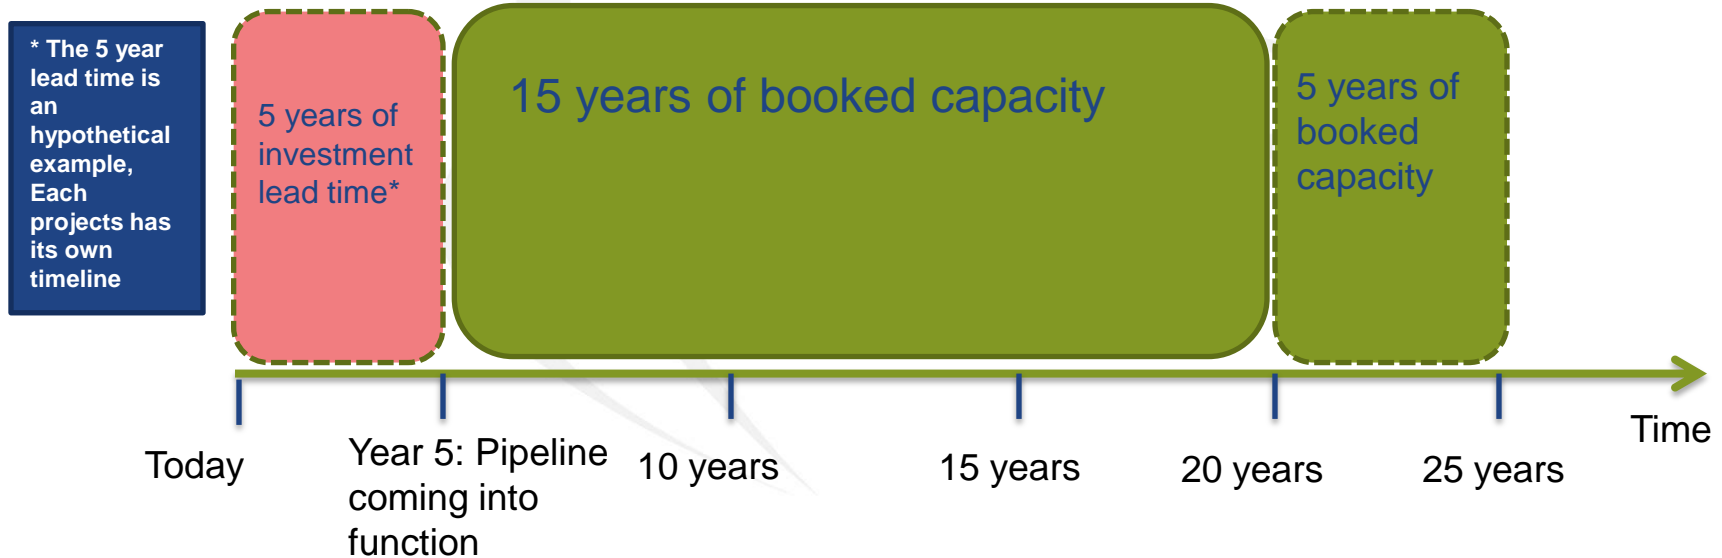 * The 5 year
lead time is
an
hypothetical
example,
Each
projects has
its own
timeline
5 years of
investment
lead time*
15 years of booked capacity
5 years of
booked
capacity
Time
Today
Year 5: Pipeline
coming into
function
10 years
15 years
20 years
25 years